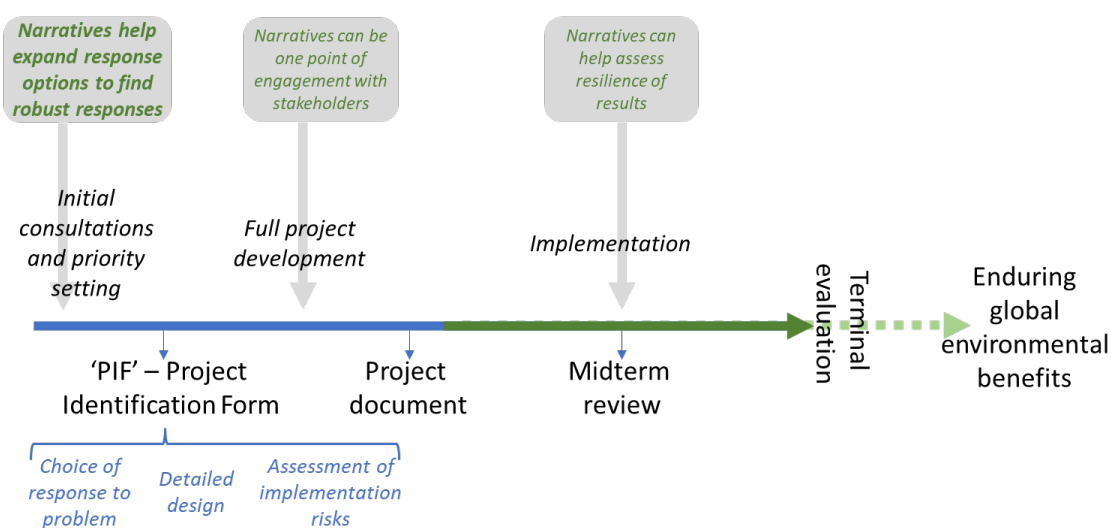 Narratives help
expand response
options to find
robust responses
Narratives can be
one point of
engagement with
stakeholders
Narratives can
help assess
resilience of
results
Initial
consultations
and priority
setting
Full project
development
Implementation
Terminal
evaluation
Enduring
global
environmental
benefits
‘PIF’ – Project
Identification Form
Project
document
Midterm
review
Choice of
response to
problem
Detailed
design
Assessment of
implementation
risks